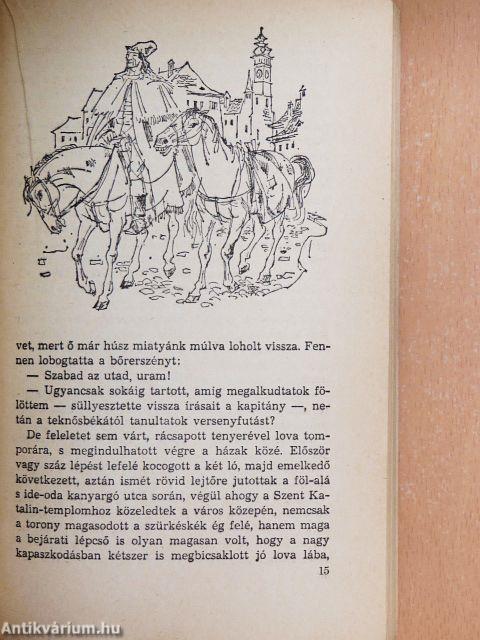 vet, mert ő már húsz miatyánk múlva loholt vissza. Fen-
nen lobogtatta a bőrerszényt:
— Szabad az utad, uram!
— Ugyancsak sokáig tartott, amig megalkudtatok fö-
löttem — süllyesztette vissza írásait a kapitány —, ne-
tán a teknősbékától tanultatok versenyfutást?
De feleletet sem várt, rácsapott tenyerével lova tom-
porára, s megindulhatott végre a házak közé. Először
vagy száz lépést lefelé kocogott a két ló, majd emelkedő
következett, aztán ismét rövid lejtőre jutottak a föl-alá
s ide-oda kanyargó utca során, végül ahogy a Szent Ka-
talin-templomhoz közeledtek a város közepén, nemcsak
a torony magasodott a szürkéskék ég felé, hanem maga
a bejárati lépcső is olyan magasan volt, hogy a nagy
kapaszkodásban kétszer is megbicsaklott jó lova lába,
15
Antikvárium.hu